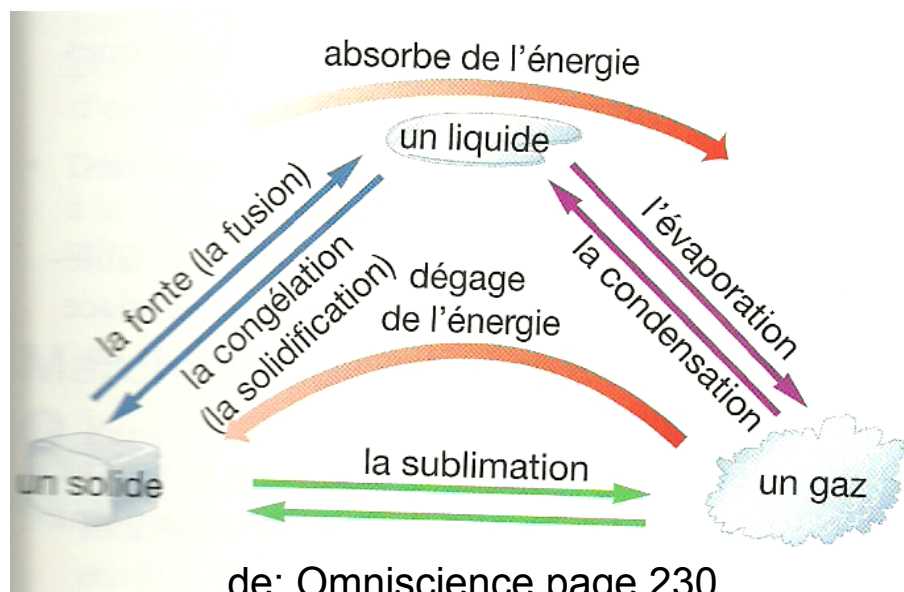 absorbe de l'énergie
un liquide
la fonte (la fusion)
la congélation
(la solidification)
dégage
de l'énergie
l'évaporation
la condensation
la sublimation
un solide
un gaz
de: Omniscience page 230